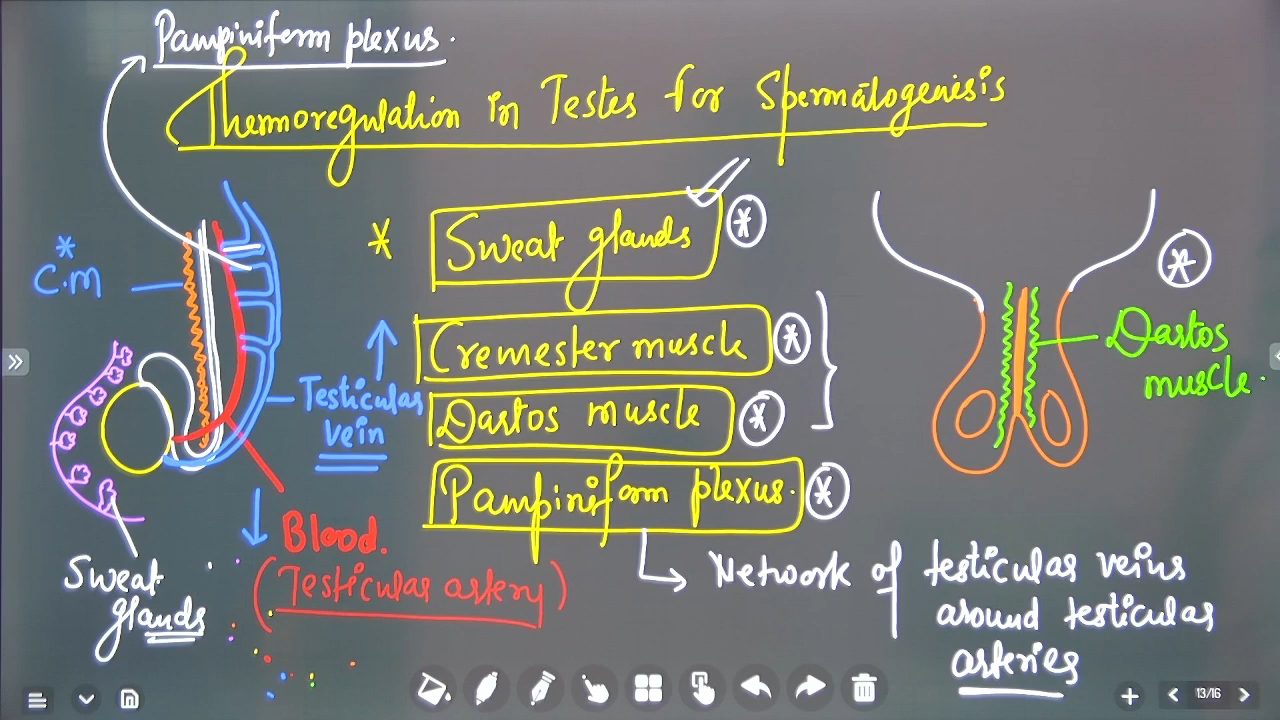 Pampiniform plexus.
Thermoregulation in Testes for Spermatogenesis
* Sweat glands *
* C.M
Cremester muscle *
Testicular vein
Dartos muscle *
Pampiniform plexus. *
* Dartos muscle.
Blood.
(Testicular artery)
Sweat glands
Network of testicular veins
around testicular
arteries
13/16